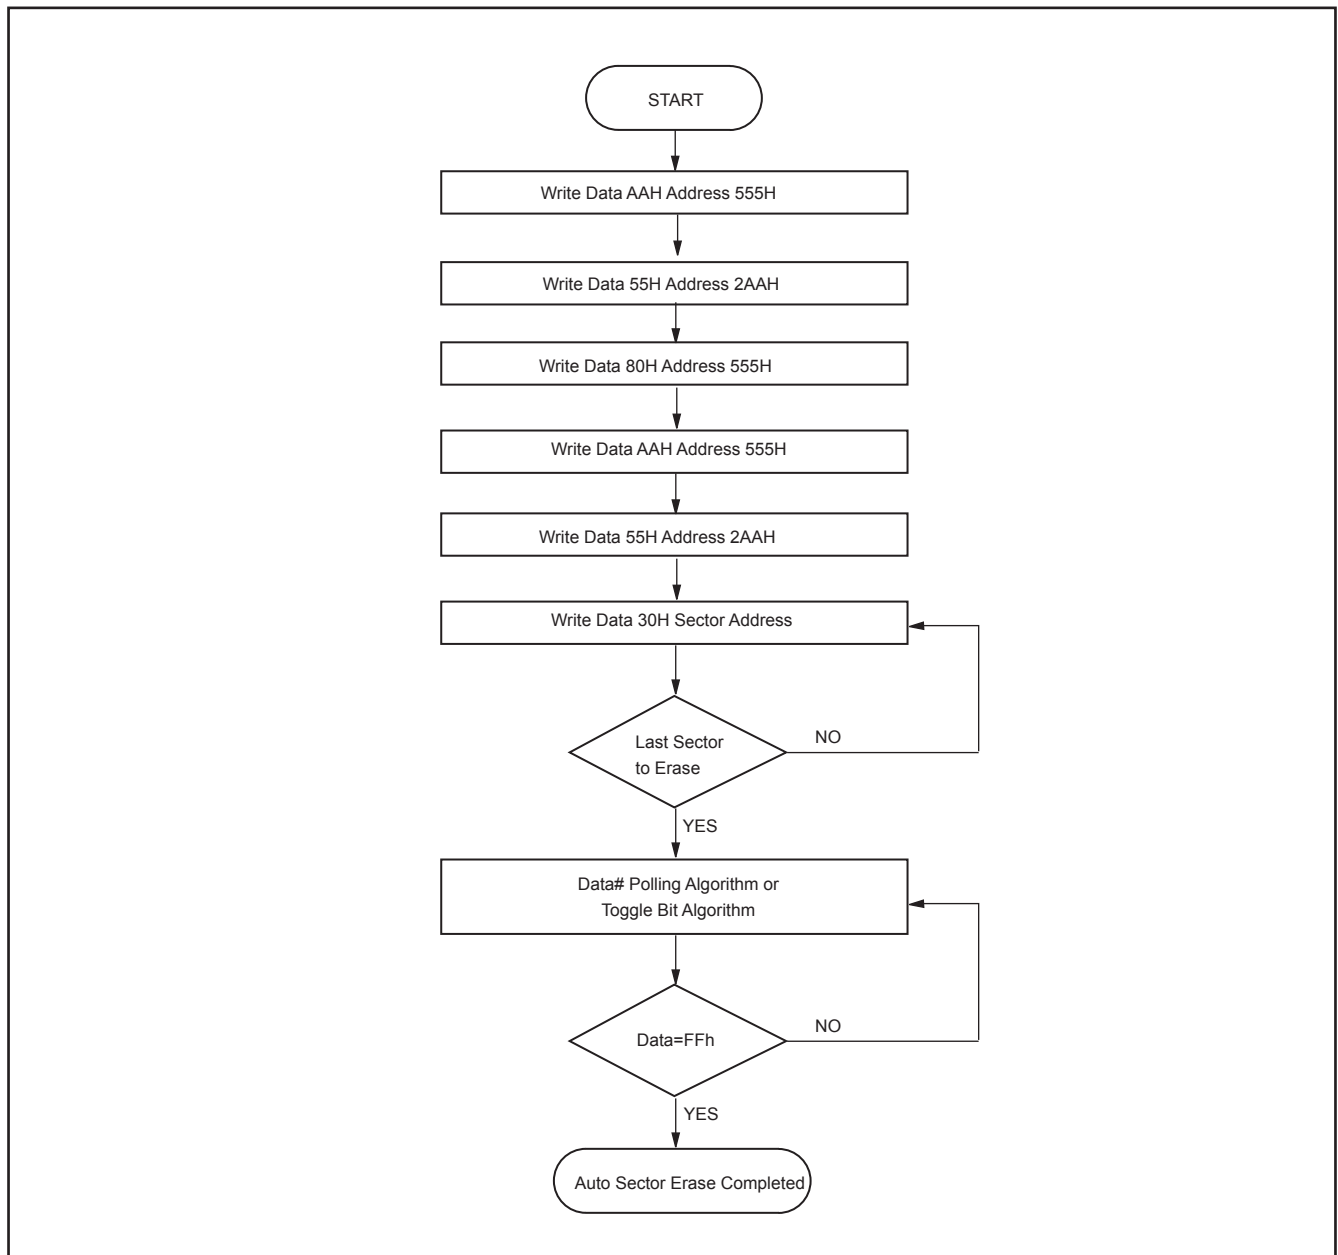 START
Write Data AAH Address 555H
Write Data 55H Address 2AAH
Write Data 80H Address 555H
Write Data AAH Address 555H
Write Data 55H Address 2AAH
Write Data 30H Sector Address
Last Sector
to Erase
NO
YES
Data# Polling Algorithm or
Toggle Bit Algorithm
Data=FFh
NO
YES
Auto Sector Erase Completed